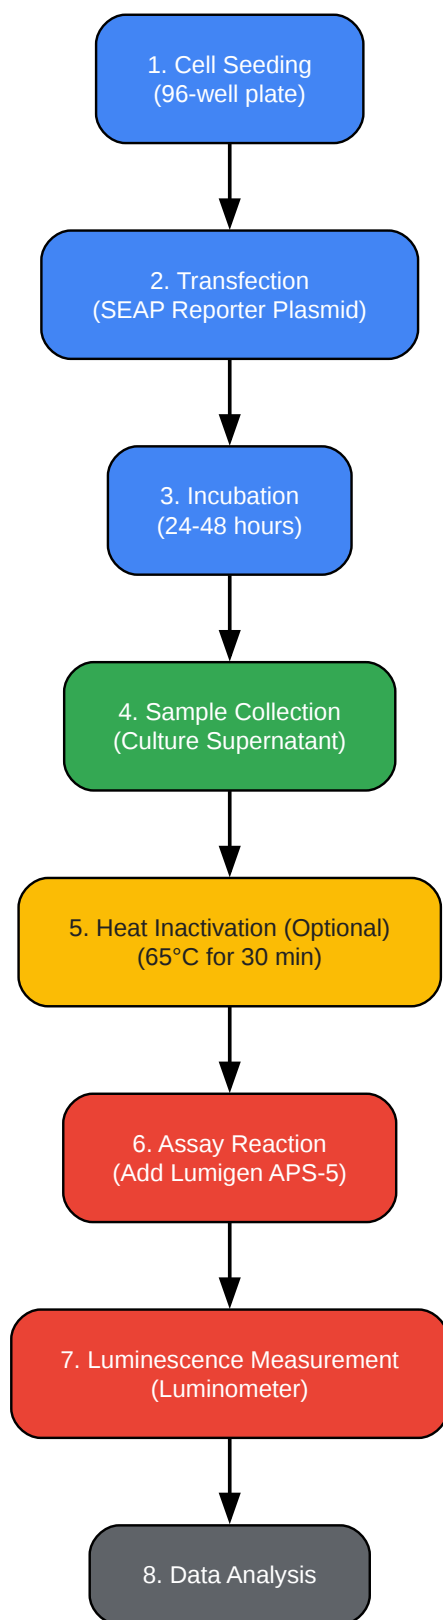 1. Cell Seeding
(96-well plate)
2. Transfection
(SEAP Reporter Plasmid)
3. Incubation
(24-48 hours)
4. Sample Collection
(Culture Supernatant)
5. Heat Inactivation (Optional)
(65°C for 30 min)
6. Assay Reaction
(Add Lumigen APS-5)
7. Luminescence Measurement
(Luminometer)
8. Data Analysis